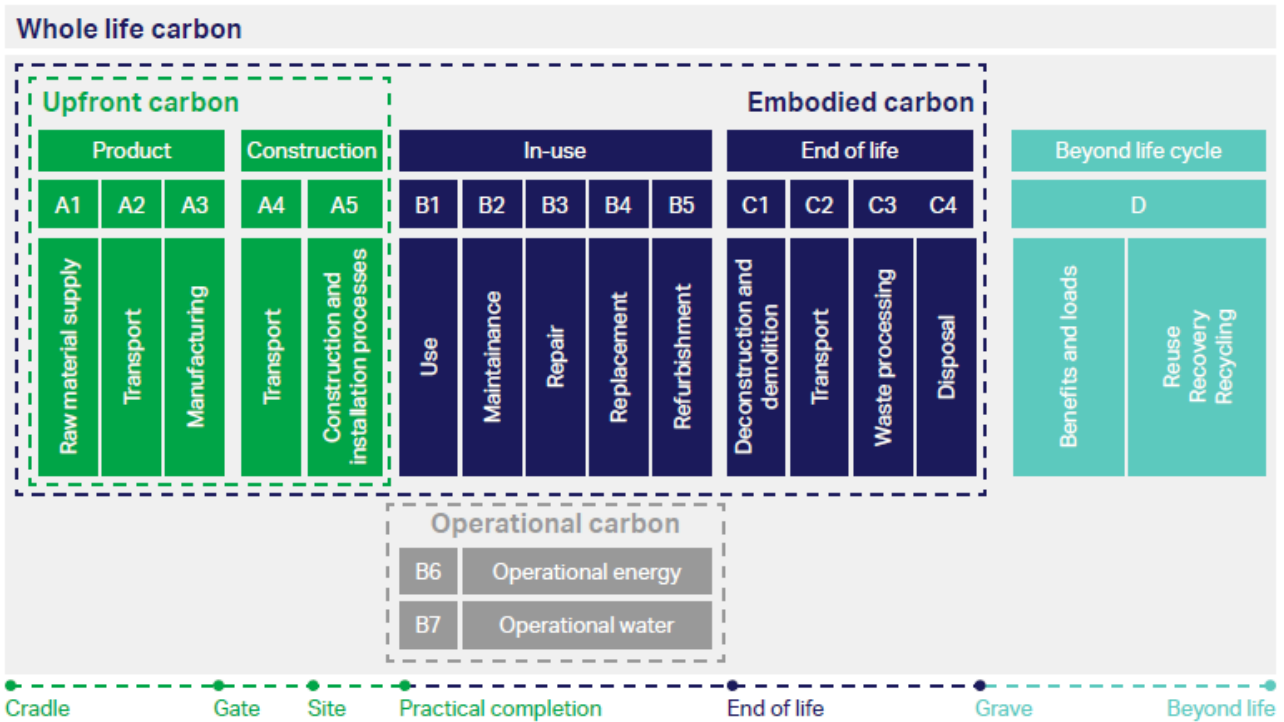 Whole life carbon
Upfront carbon
Embodied carbon
Product
Construction
In-use
End of life
Beyond life cycle
A1
A2
A3
A4
A5
B1
B2
B3
B4
B5
C1
C2
C3
C4
D
Raw material supply
Transport
Manufacturing
Transport
Construction and
installation processes
Use
Maintainance
Repair
Replacement
Refurbishment
Deconstruction and
demolition
Transport
Waste processing
Disposal
Benefits and loads
Reuse
Recovery
Recycling
Operational carbon
B6
Operational energy
B7
Operational water
Cradle
Gate
Site
Practical completion
End of life
Grave
Beyond life